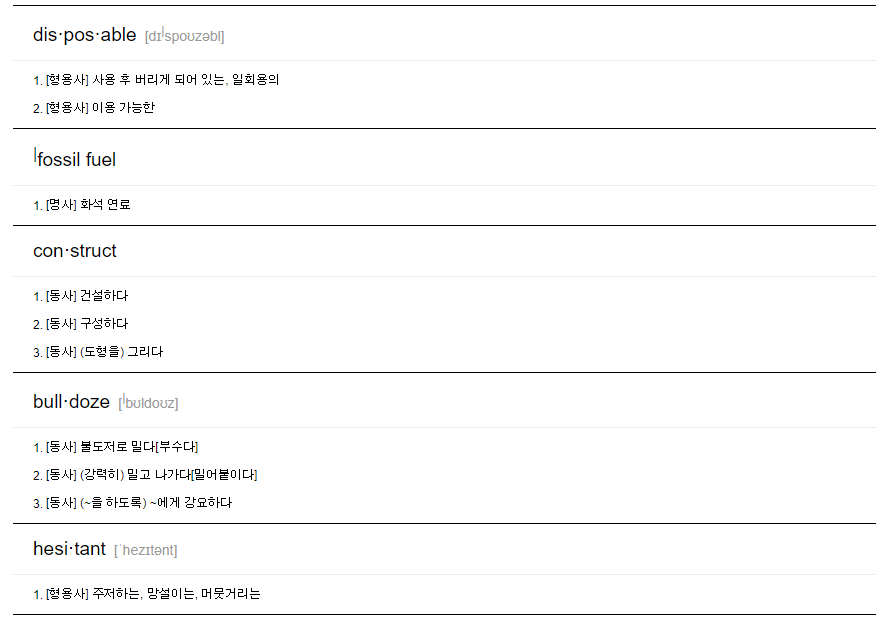 dis·pos·able [dɪˈspoʊzəbl]
1. [형용사] 사용 후 버리게 되어 있는, 일회용의
2. [형용사] 이용 가능한
ˈfossil fuel
1. [명사] 화석 연료
con·struct
1. [동사] 건설하다
2. [동사] 구성하다
3. [동사] (도형을) 그리다
bull·doze [ˈbʊldoʊz]
1. [동사] 불도저로 밀다[부수다]
2. [동사] (강력히) 밀고 나가다[밀어붙이다]
3. [동사] (~을 하도록) ~에게 강요하다
hesi·tant [ˈhezɪtənt]
1. [형용사] 주저하는, 망설이는, 머뭇거리는